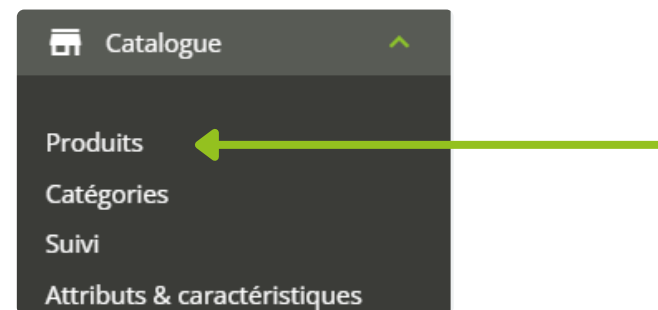 Catalogue
Produits
Catégories
Suivi
Attributs & caractéristiques